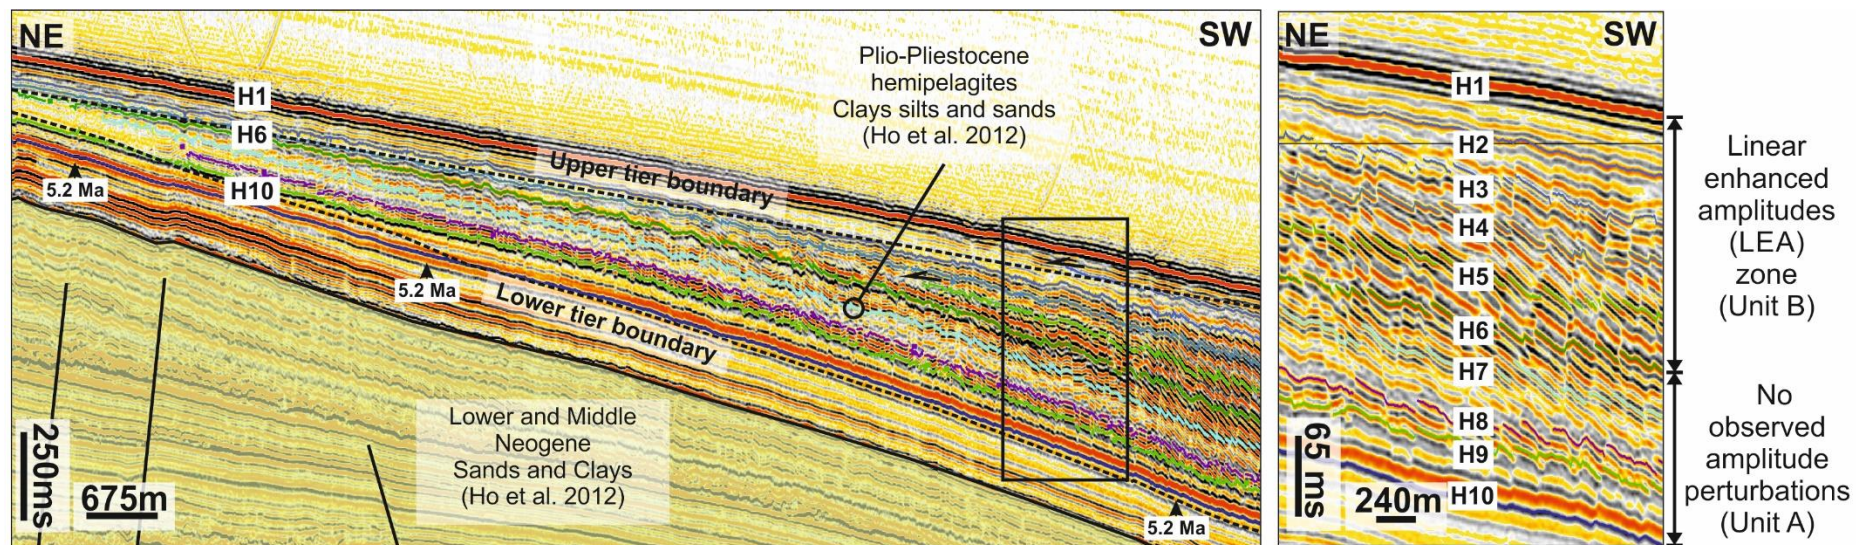 NE
SW
H1
H6
H10
Plio-Pliestocene
hemipelagites
Clays silts and sands
(Ho et al. 2012)
Upper tier boundary
Lower tier boundary
5.2 Ma
5.2 Ma
5.2 Ma
Lower and Middle
Neogene
Sands and Clays
(Ho et al. 2012)
250ms
675m
NE
SW
H1
H2
H3
H4
H5
H6
H7
H8
H9
H10
65 ms
240m
Linear
enhanced
amplitudes
(LEA)
zone
(Unit B)
No
observed
amplitude
perturbations
(Unit A)